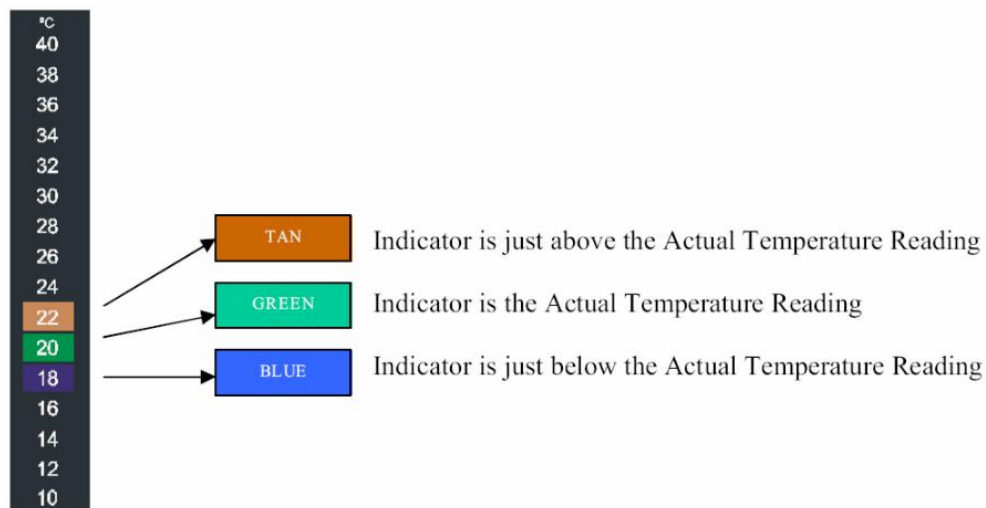 °C
40
38
36
34
32
30
28
26
24
22
20
18
16
14
12
10
TAN
Indicator is just above the Actual Temperature Reading
GREEN
Indicator is the Actual Temperature Reading
BLUE
Indicator is just below the Actual Temperature Reading